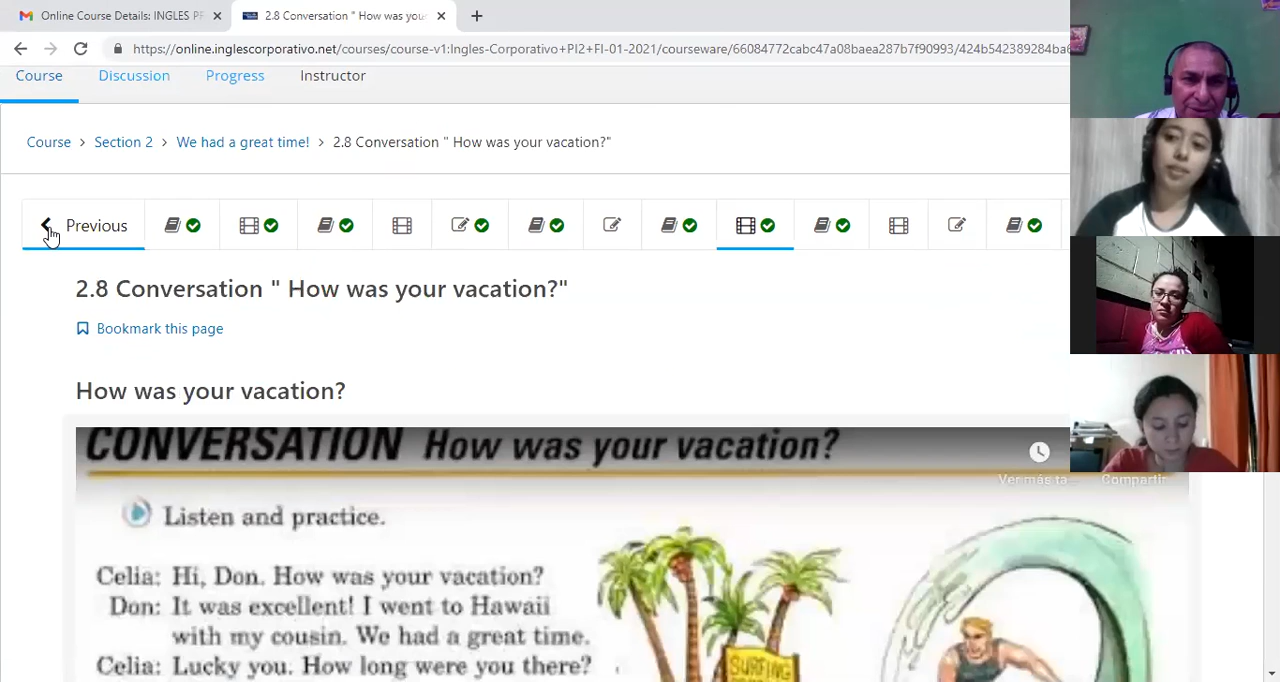 Online Course Details: INGLES PF
2.8 Conversation " How was you
https://online.inglescorporativo.net/courses/course-v1:Ingles-Corporativo+PI2+FI-01-2021/courseware/66084772cabc47a08baea287b7f90993/424b542389284ba6
Course Discussion Progress Instructor
Course > Section 2 > We had a great time! > 2.8 Conversation " How was your vacation?"
Previous
2.8 Conversation " How was your vacation?"
Bookmark this page
How was your vacation?
CONVERSATION How was your vacation?
Ver más ta... Compartir
Listen and practice.
Celia: Hi, Don. How was your vacation?
Don: It was excellent! I went to Hawaii
with my cousin. We had a great time.
Celia: Lucky you. How long were you there?
SURFING